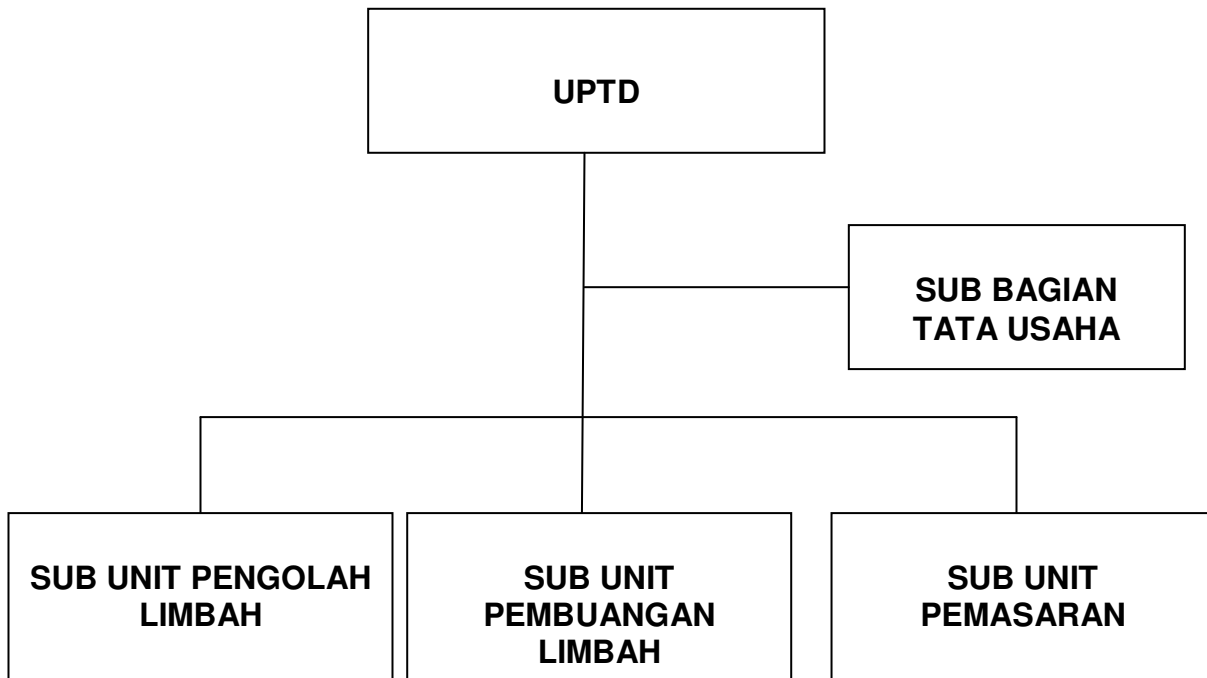 UPTD
SUB BAGIAN
TATA USAHA
SUB UNIT PENGOLAH
LIMBAH
SUB UNIT
PEMBUANGAN
LIMBAH
SUB UNIT
PEMASARAN